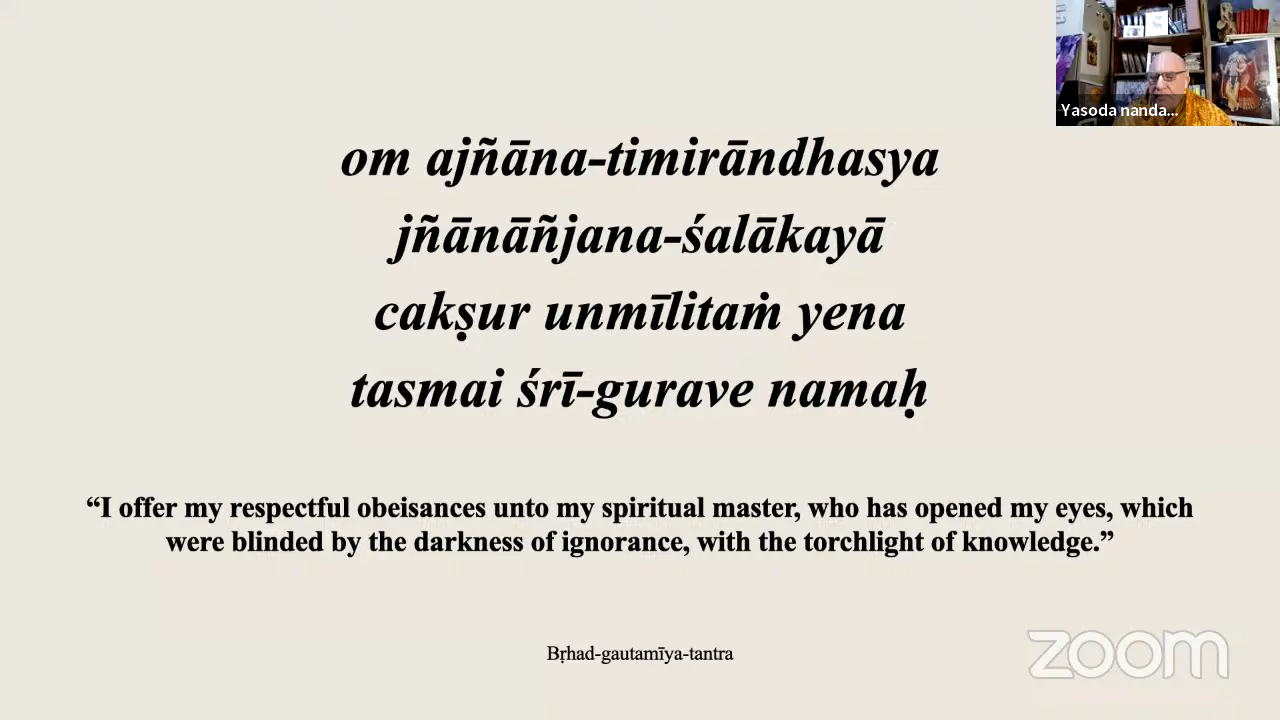 Yasoda nanda...
om ajñāna-timirāndhasya
jñānāñjana-śalākayā
cakṣur unmīlitaṁ yena
tasmai śrī-gurave namaḥ
“I offer my respectful obeisances unto my spiritual master, who has opened my eyes, which
were blinded by the darkness of ignorance, with the torchlight of knowledge.”
Bṛhad-gautamīya-tantra
zoom